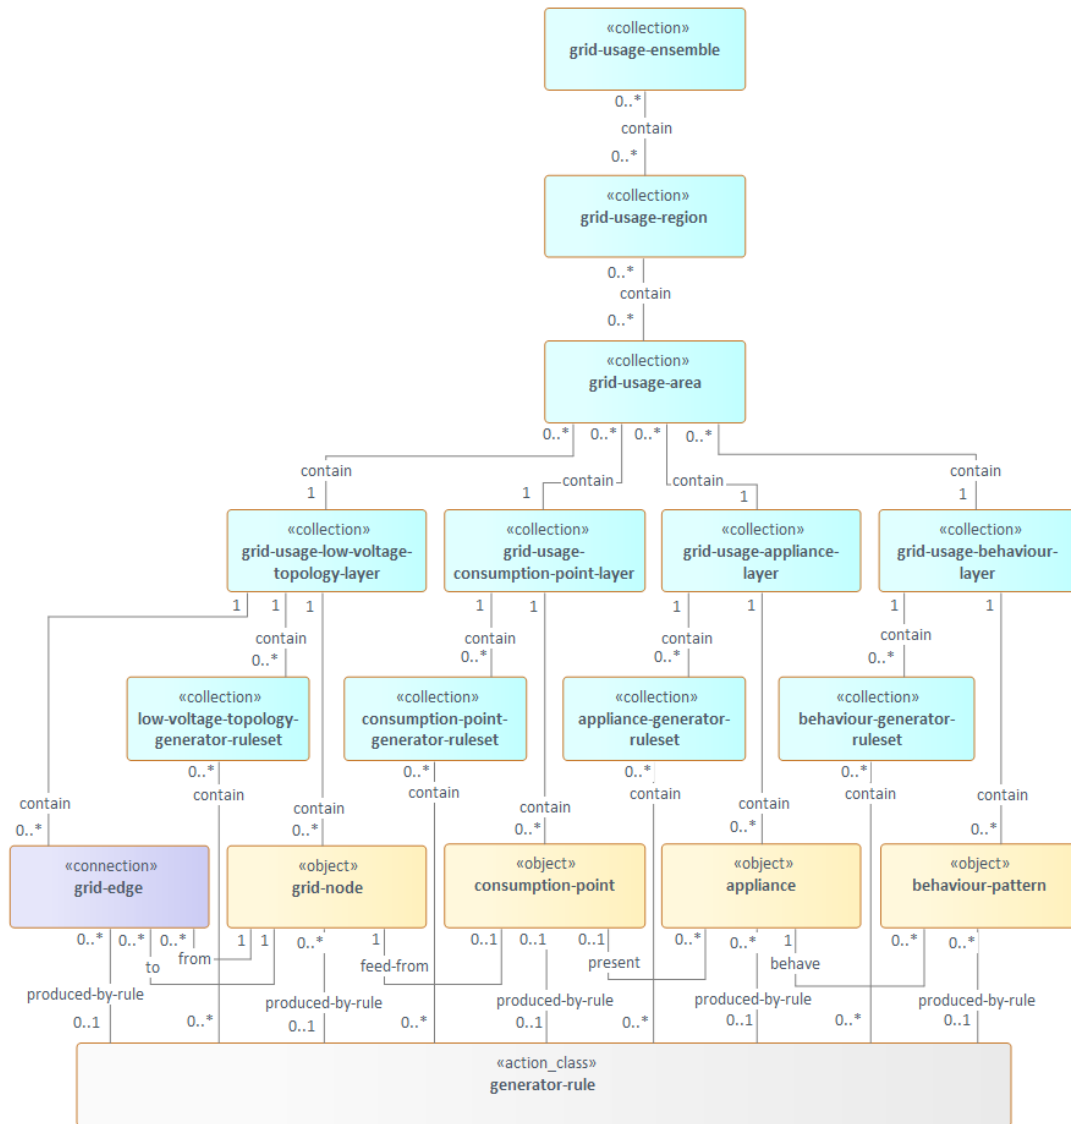 «collection»
grid-usage-ensemble
0..*
contain
0..*
«collection»
grid-usage-region
0..*
contain
0..*
«collection»
grid-usage-area
0..* 0..* 0..* 0..*
contain contain contain contain
1 1 1 1
«collection» «collection» «collection» «collection»
grid-usage-low-voltage- grid-usage- grid-usage-appliance- grid-usage-behaviour-
topology-layer consumption-point-layer layer layer
1 1 1 1 1 1 1 1 1
contain contain contain contain
0..* 0..* 0..* 0..*
«collection» «collection» «collection» «collection»
low-voltage-topology- consumption-point- appliance-generator- behaviour-generator-
generator-ruleset generator-ruleset ruleset ruleset
0..* 0..* 0..* 0..*
contain contain contain contain contain contain contain contain contain
0..* 0..* 0..* 0..* 0..*
«connection» «object» «object» «object» «object»
grid-edge grid-node consumption-point appliance behaviour-pattern
0..* 0..* 0..* 1 1 0..* 1 0..1 0..1 0..1 0..* 0..* 1 0..* 0..*
to from feed-from present behave
produced-by-rule produced-by-rule produced-by-rule produced-by-rule produced-by-rule
0..1 0..* 0..1 0..* 0..1 0..* 0..1 0..* 0..1
«action_class»
generator-rule